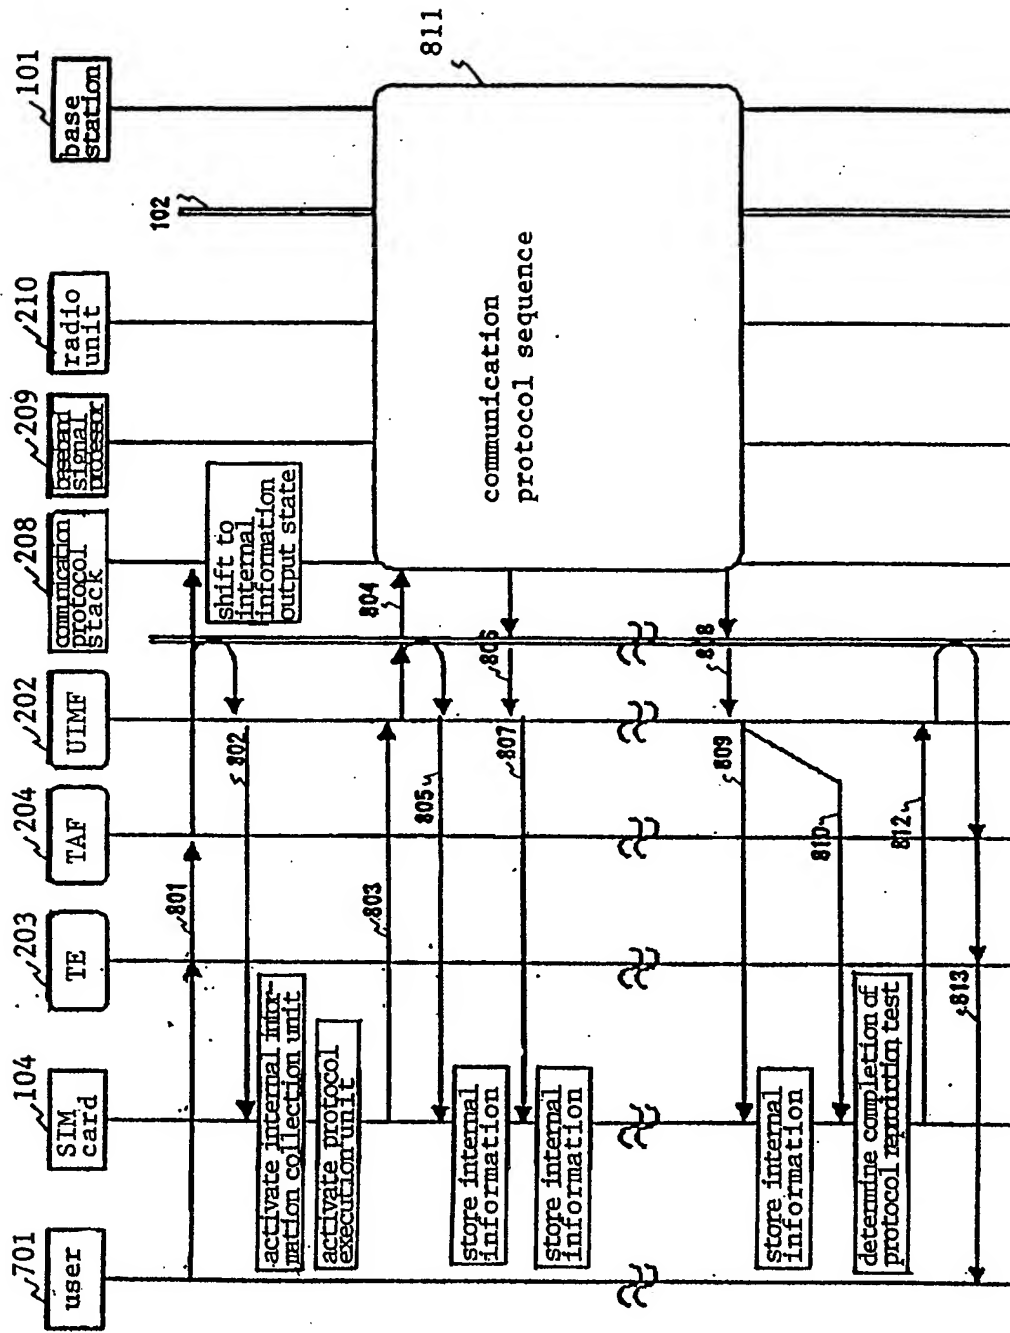 701
user
104
SIM
card
203
TE
204
TAF
202
UIMF
208
communication
protocol
stack
209
baseband
signal
processor
210
radio
unit
102
101
base
station
801
shift to
internal
information
output state
802
activate internal infor-
mation collection unit
activate protocol
execution unit
803
804
805
store internal
information
806
807
store internal
information
communication
protocol sequence
811
808
809
store internal
information
810
determine completion of
protocol reproduction test
812
813